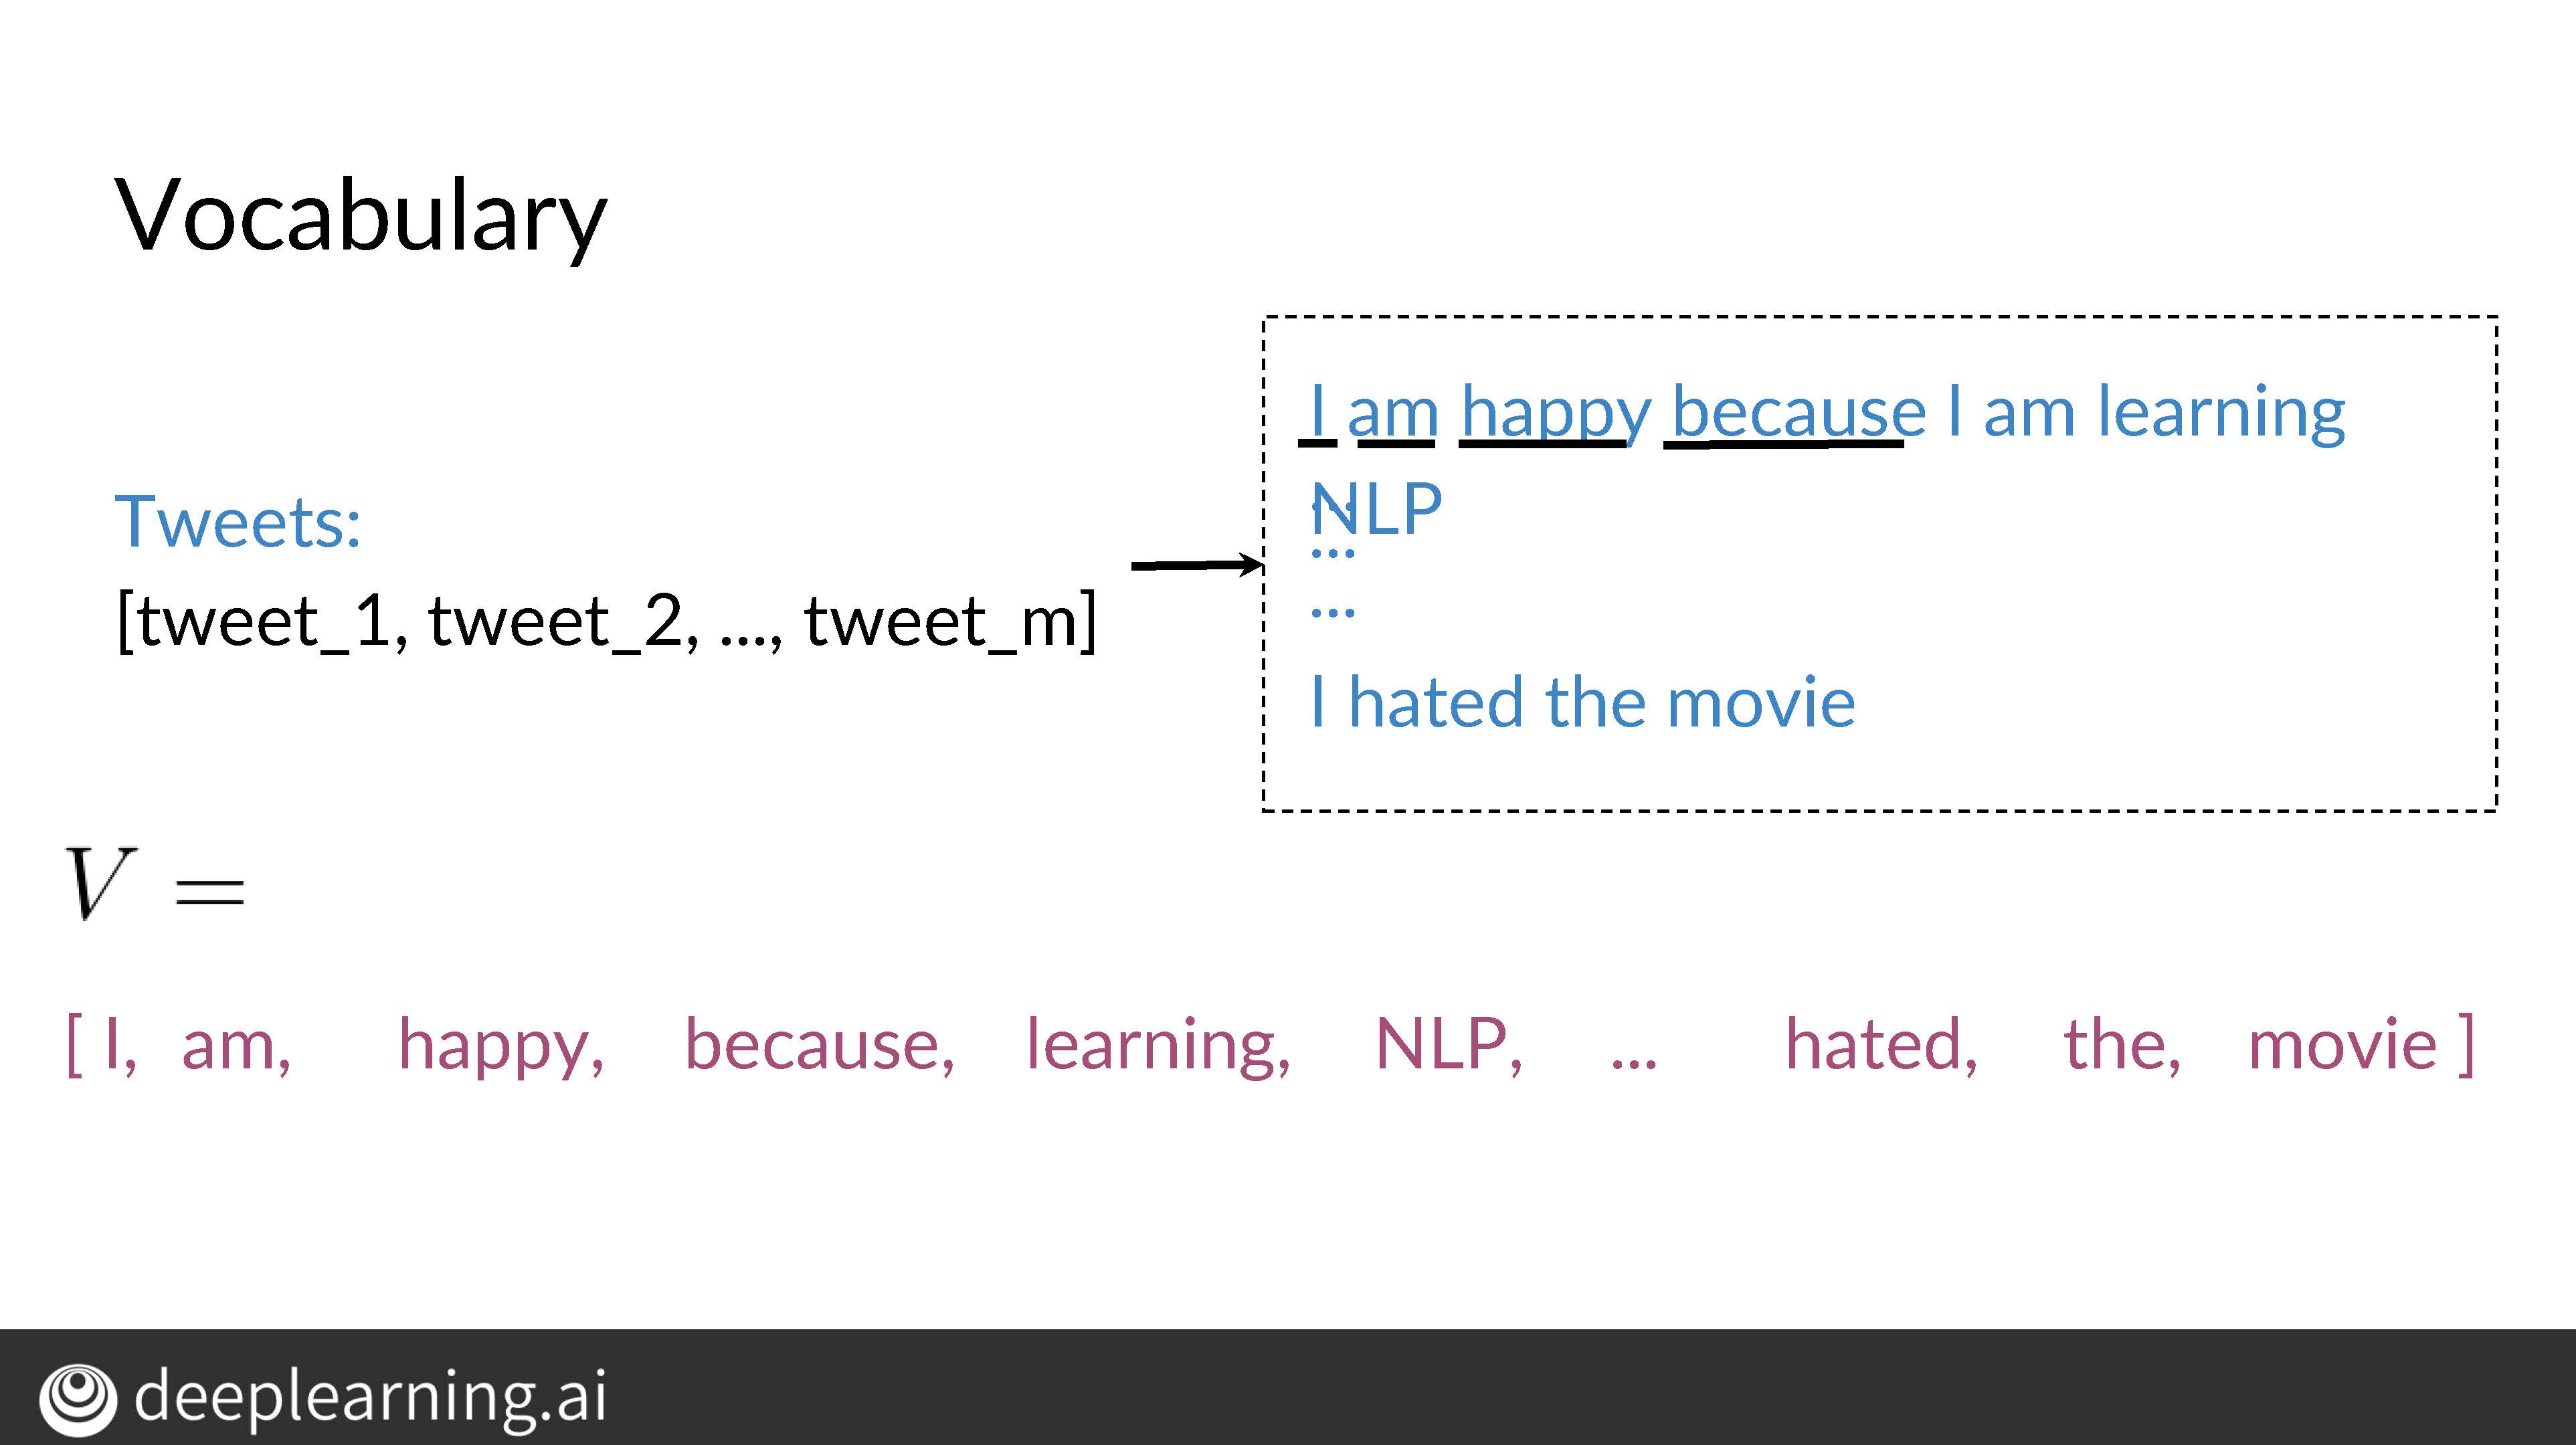 Vocabulary
Tweets:
[tweet_1, tweet_2, ..., tweet_m]
I am happy because I am learning
NLP
...
...
...
I hated the movie
V =
[ I, am, happy, because, learning, NLP, ... hated, the, movie ]
deeplearning.ai